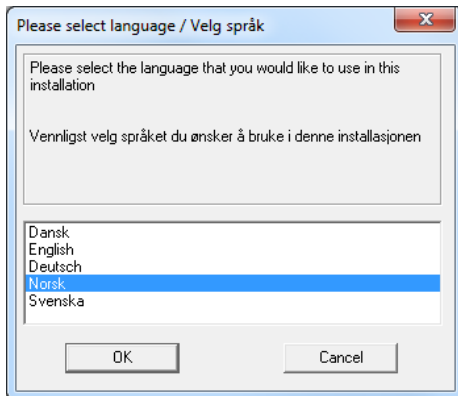 Please select language / Velg språk
Please select the language that you would like to use in this
installation
Vennligst velg språket du ønsker å bruke i denne installasjonen
Dansk
English
Deutsch
Norsk
Svenska
OK
Cancel